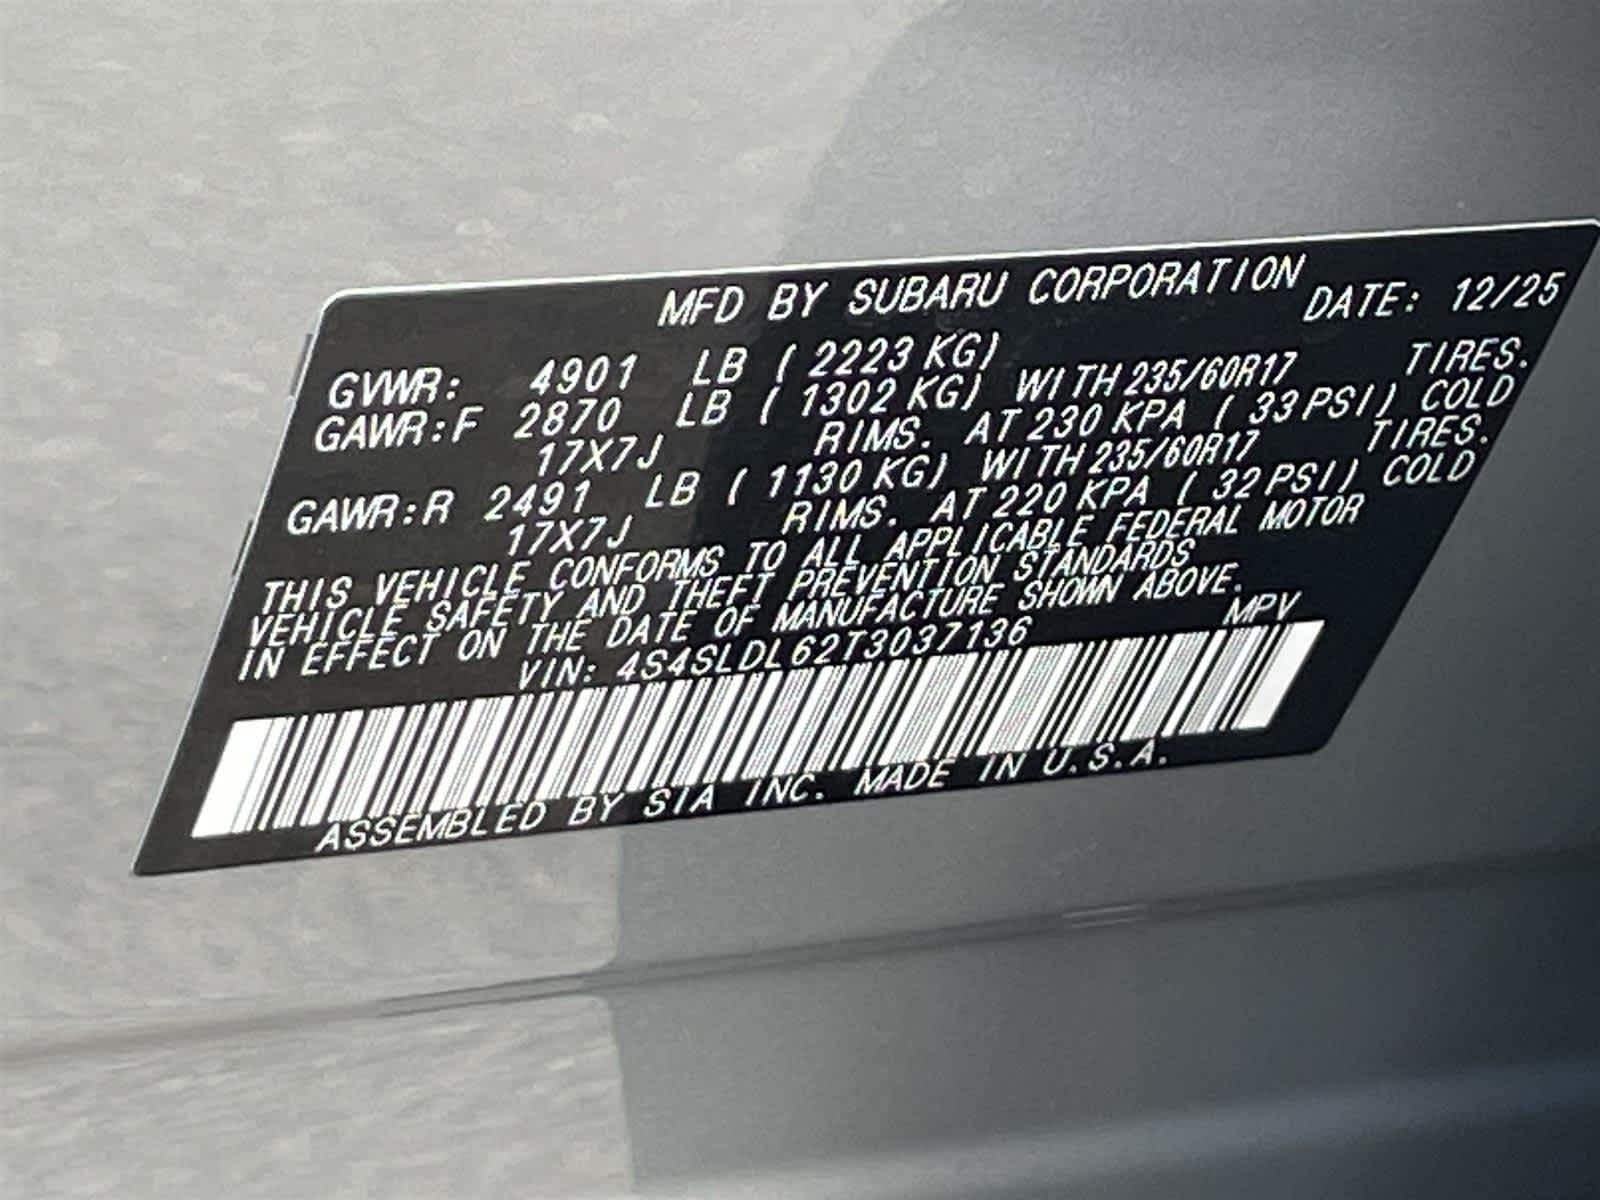 MFD BY SUBARU CORPORATION DATE: 12/25
GVWR: 4901 LB (2223 KG)
GAWR:F 2870 LB (1302 KG) WITH 235/60R17 TIRES.
17X7J RIMS. AT 230 KPA (33 PSI) COLD
GAWR:R 2491 LB (1130 KG) WITH 235/60R17 TIRES.
17X7J RIMS. AT 220 KPA (32 PSI) COLD
THIS VEHICLE CONFORMS TO ALL APPLICABLE FEDERAL MOTOR
VEHICLE SAFETY AND THEFT PREVENTION STANDARDS
IN EFFECT ON THE DATE OF MANUFACTURE SHOWN ABOVE.
VIN: 4S4SLDL62T3037136 MPV
ASSEMBLED BY SIA INC. MADE IN U.S.A.